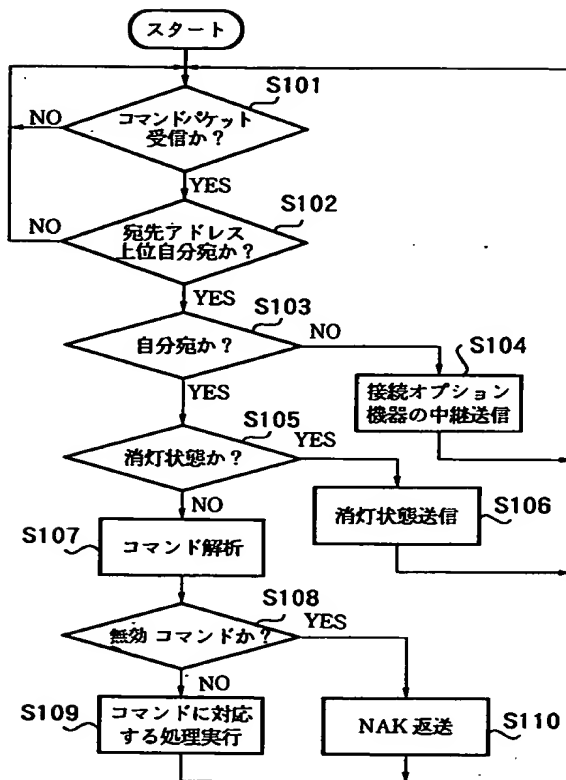 スタート
S101
コマンドパケット
受信か？
NO
YES
S102
宛先アドレス
上位自分宛か？
NO
YES
S103
自分宛か？
NO
YES
S104
接続オプション
機器の中継送信
S105
消灯状態か？
YES
NO
S106
消灯状態送信
S107
コマンド解析
S108
無効コマンドか？
YES
NO
S109
コマンドに対応
する処理実行
S110
NAK返送